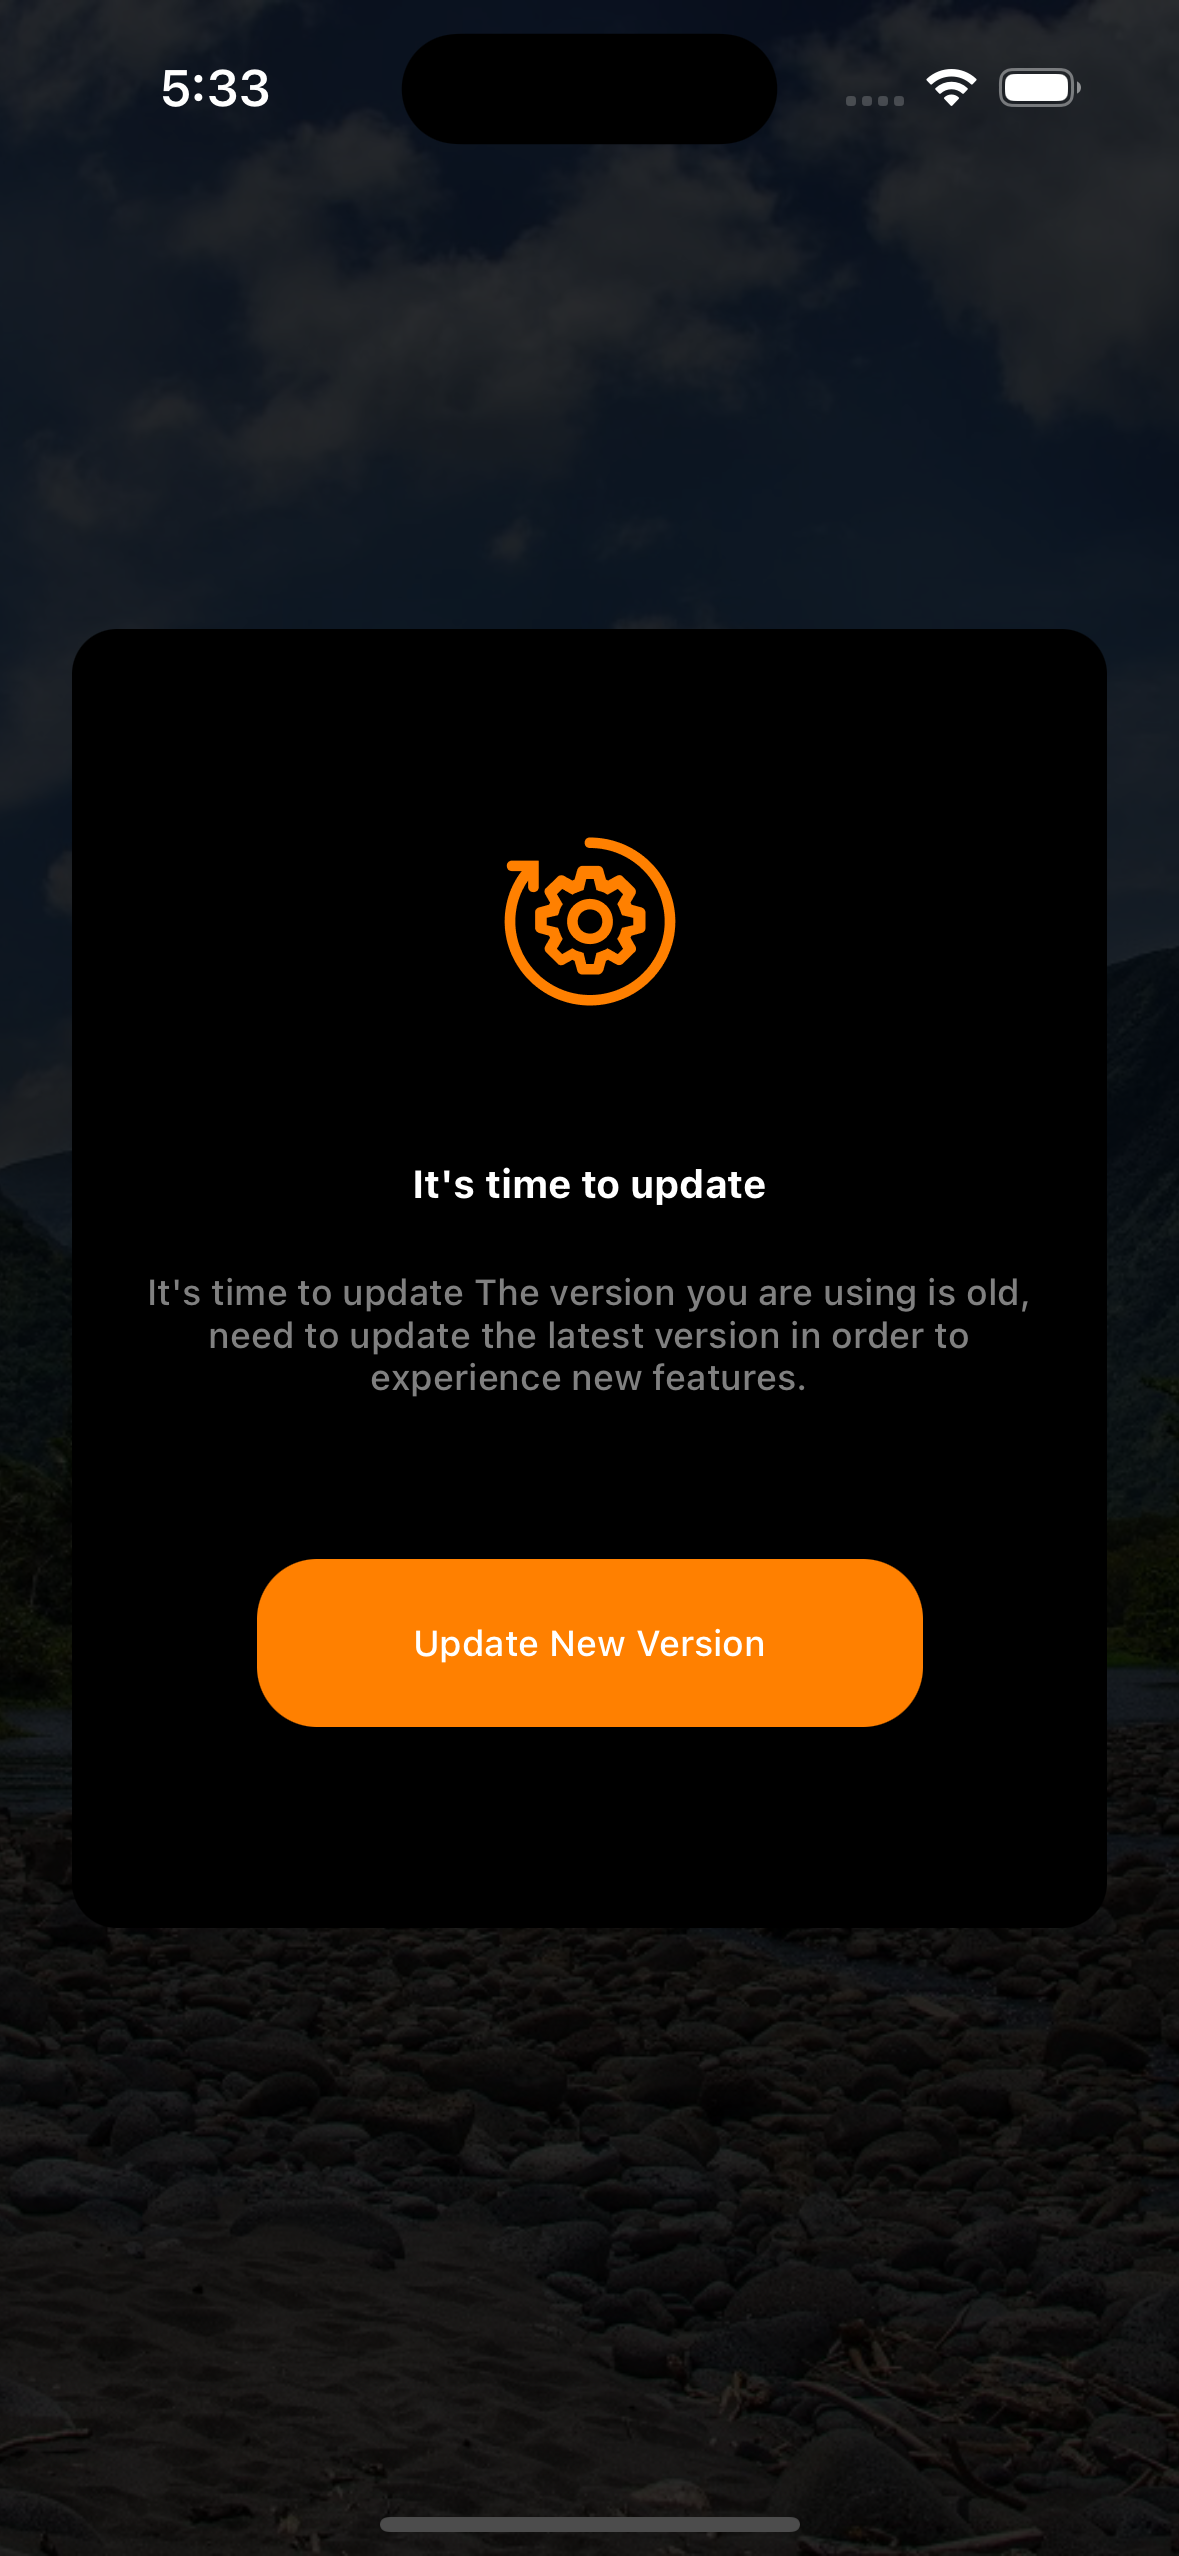 5:33
It's time to update
It's time to update The version you are using is old,
need to update the latest version in order to
experience new features.
Update New Version